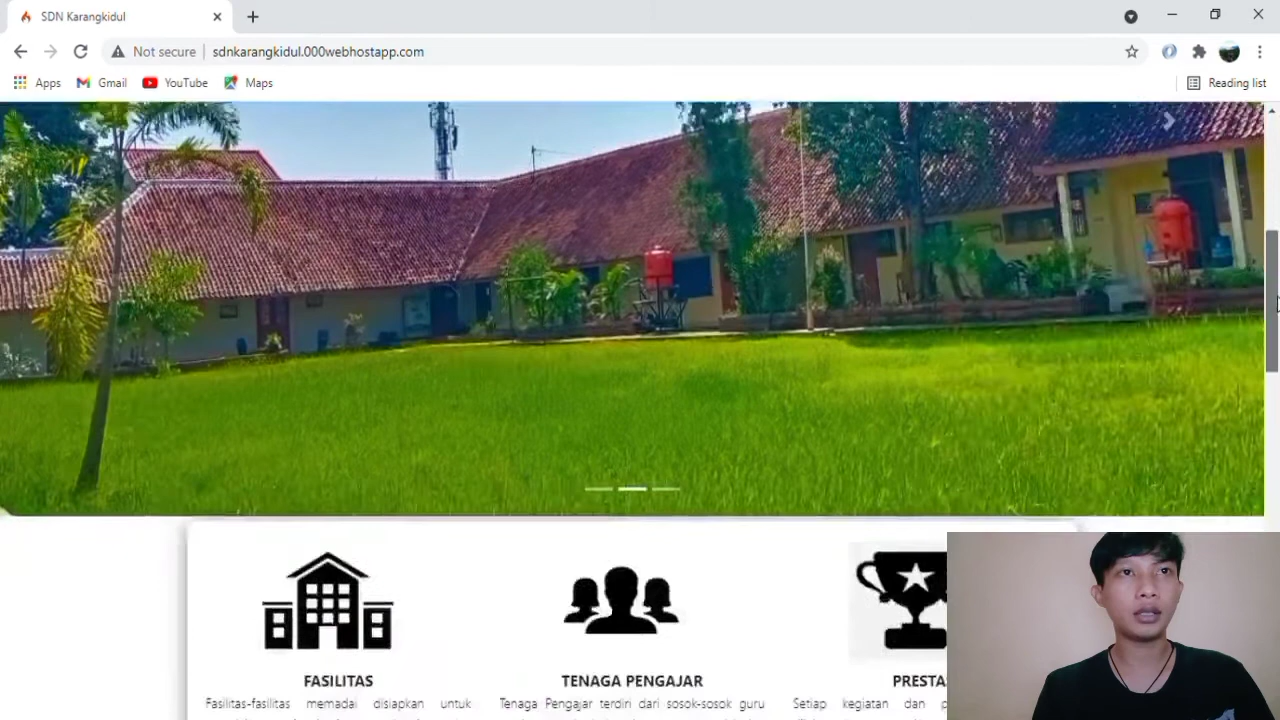 SDN Karangkidul
Not secure
sdnkarangkidul.000webhostapp.com
Apps
Gmail
YouTube
Maps
Reading list
FASILITAS
TENAGA PENGAJAR
PRESTA
Fasilitas-fasilitas memadai disiapkan untuk
Tenaga Pengajar terdiri dari sosok-sosok guru
Setiap kegiatan dan p